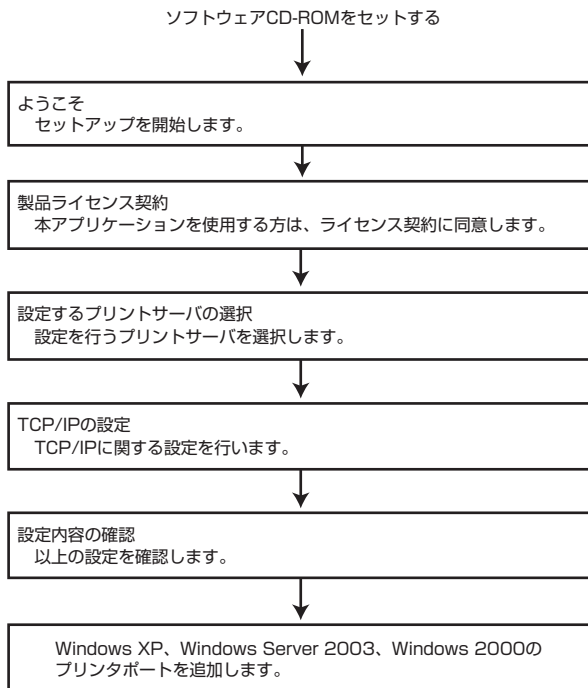 ソフトウェアCD-ROMをセットする
ようこそ
セットアップを開始します。
製品ライセンス契約
本アプリケーションを使用する方は、ライセンス契約に同意します。
設定するプリントサーバの選択
設定を行うプリントサーバを選択します。
TCP/IPの設定
TCP/IPに関する設定を行います。
設定内容の確認
以上の設定を確認します。
Windows XP、Windows Server 2003、Windows 2000の
プリンタポートを追加します。